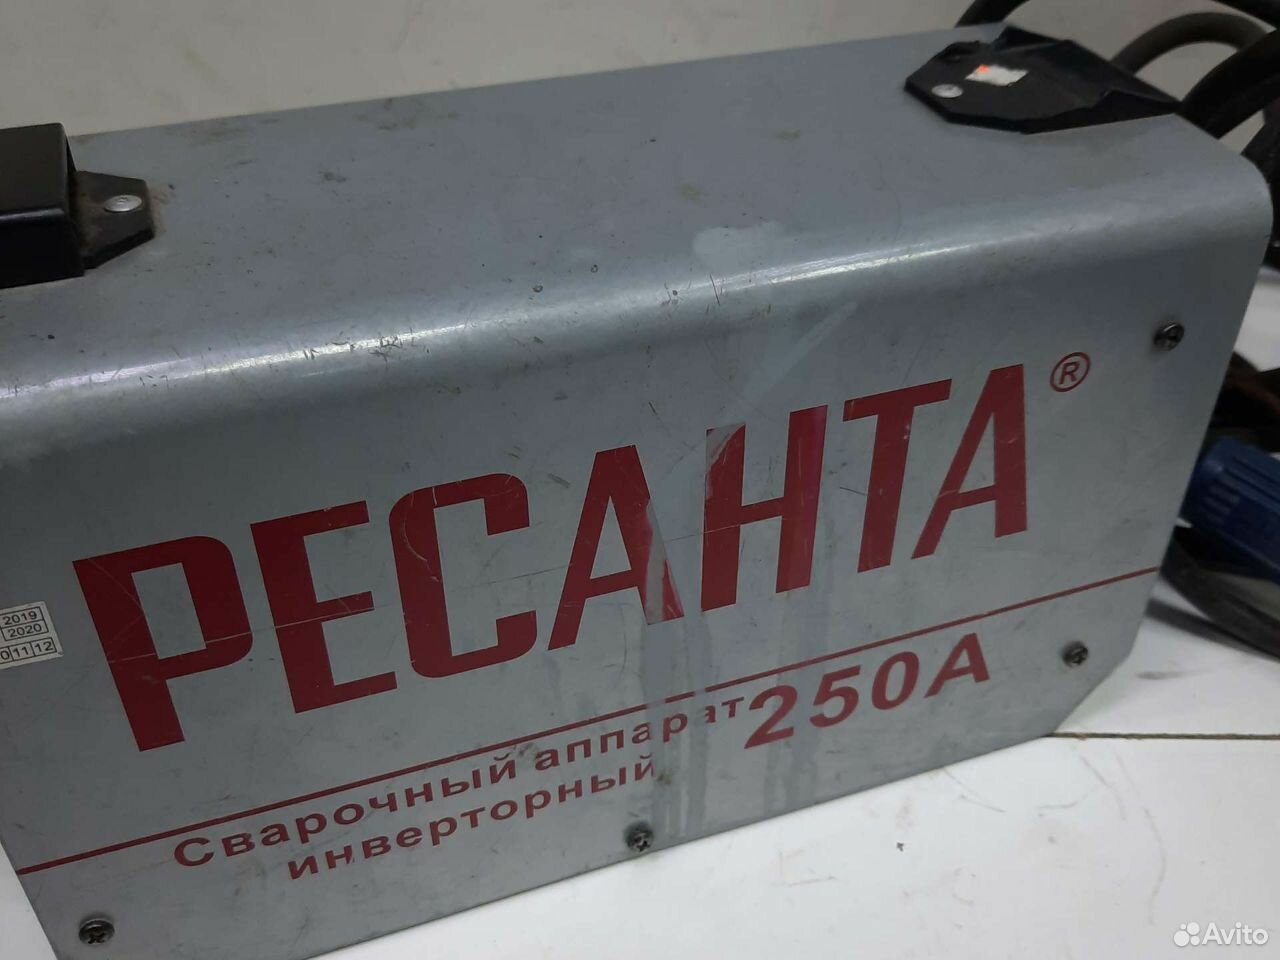 РЕСАНТА®
Сварочный аппарат 250А
инверторный
2019
2020
0 11 12
Avito